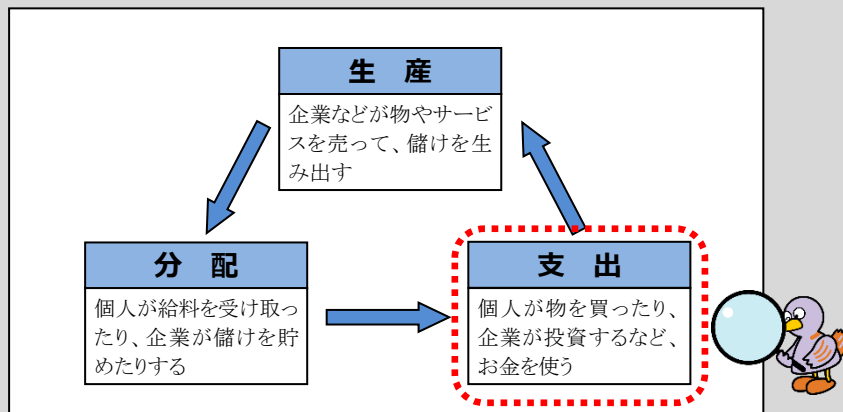 生 産
企業などが物やサービ
スを売って、儲けを生
み出す
分 配
個人が給料を受け取っ
たり、企業が儲けを貯
めたりする
支 出
個人が物を買ったり、
企業が投資するなど、
お金を使う